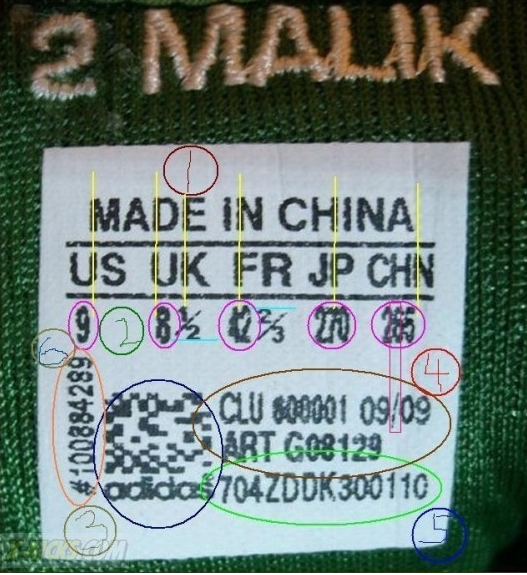 2 MALIK
1
MADE IN CHINA
US UK FR JP CHN
9 2 8½ 42⅔ 270 265
6
4
#100884289
CLU 600001 09/09
ART G08129
adidas 704ZDDK300110
3
5